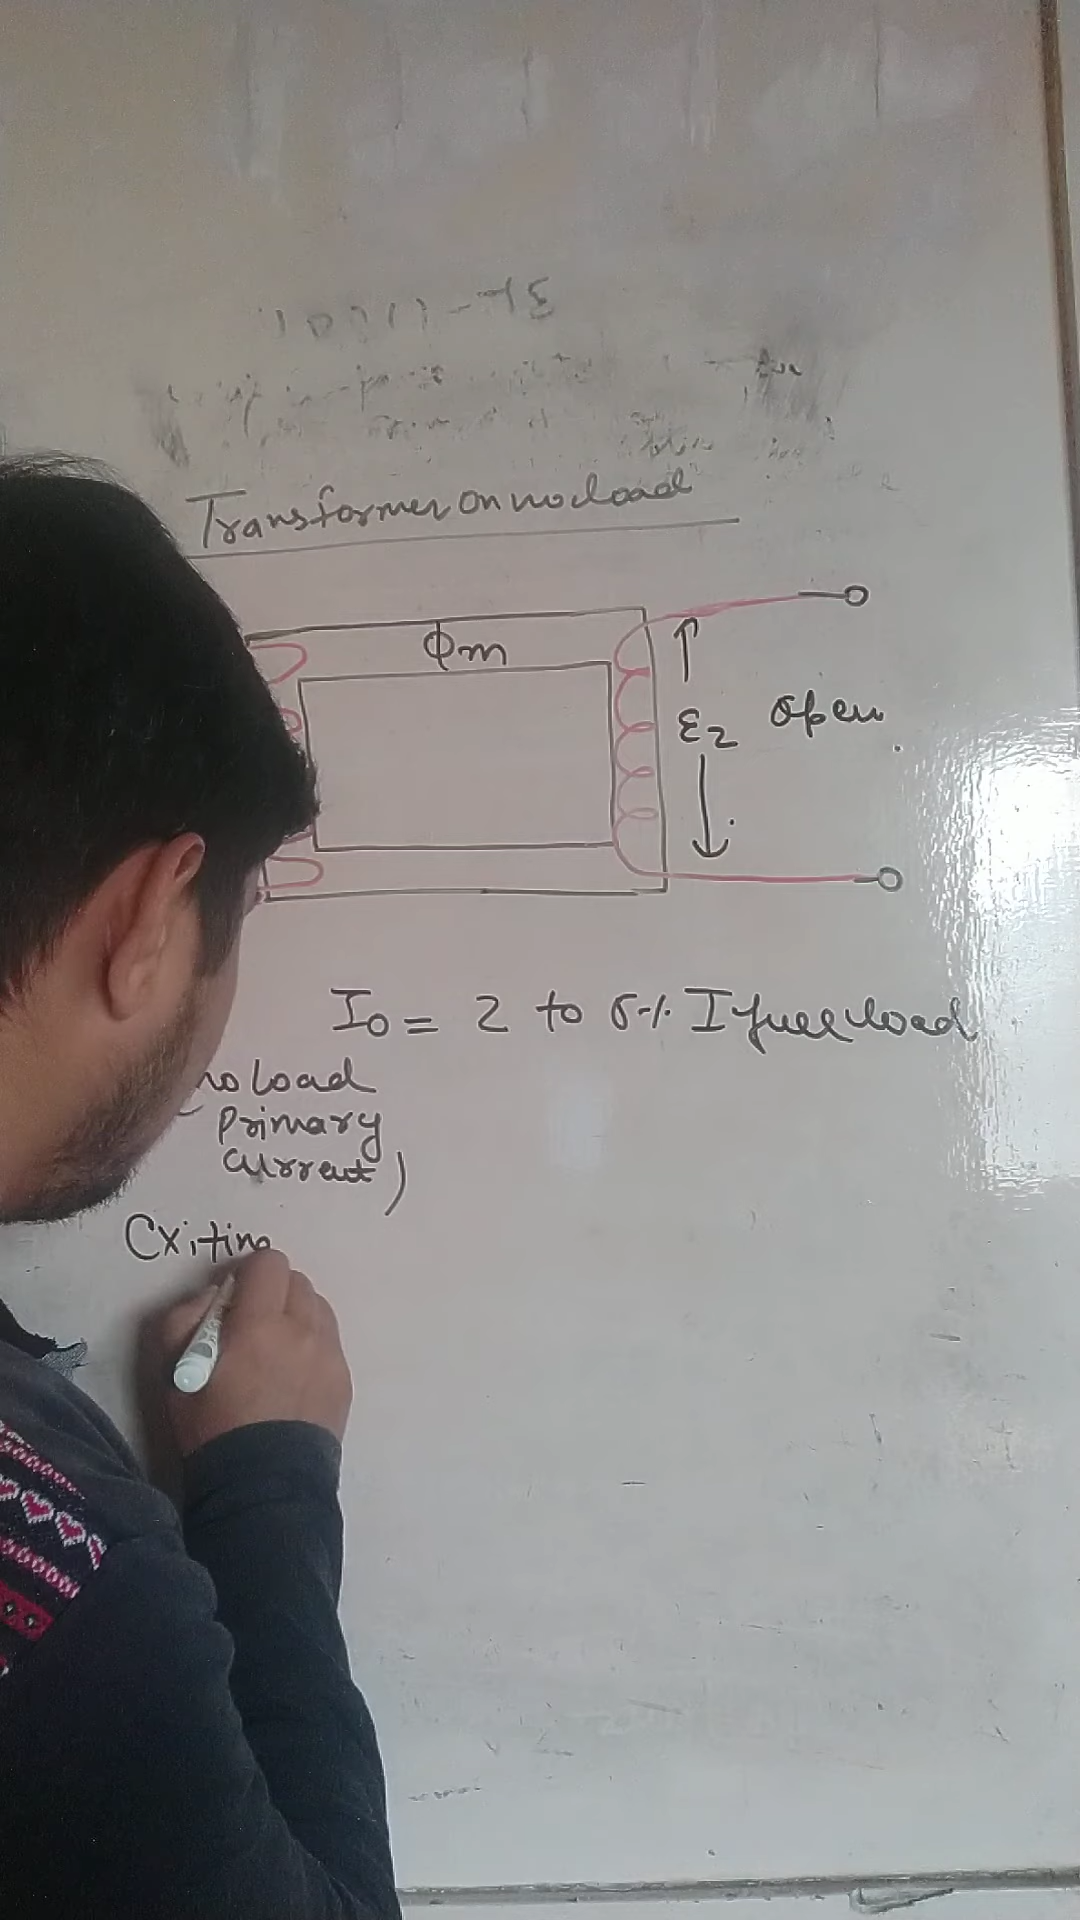 Transformer on no load
Φm
E2 open
I0 = 2 to 5% I full load
no load
Primary
Current)
Exiting